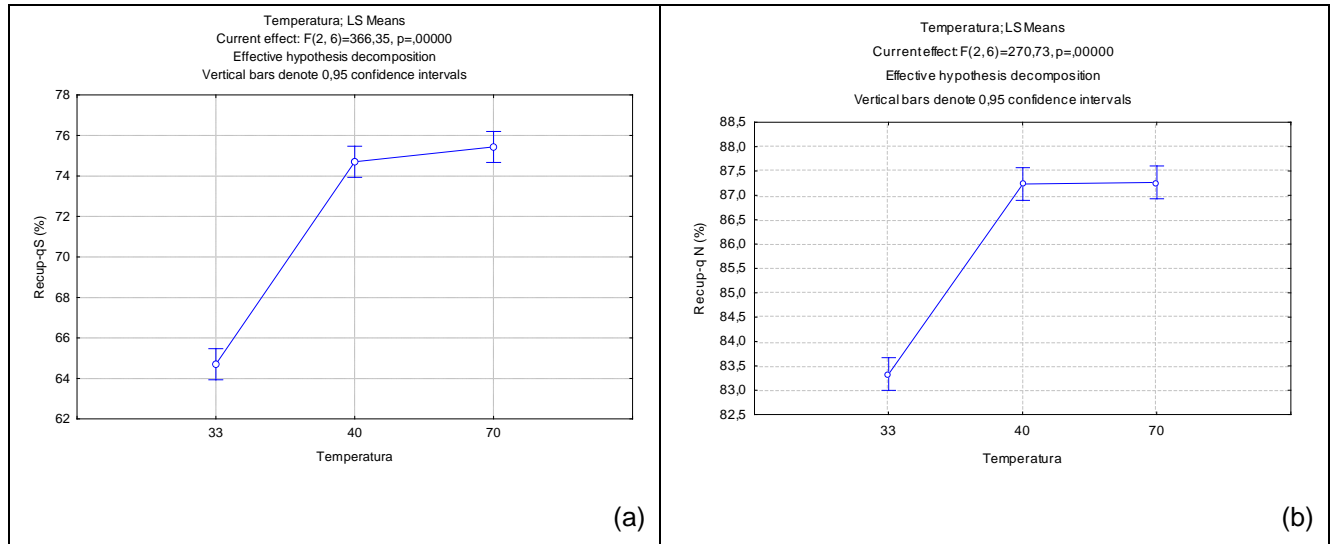 Temperatura; LS Means
Current effect: F(2, 6)=366,35, p=,00000
Effective hypothesis decomposition
Vertical bars denote 0,95 confidence intervals
78
76
74
72
70
68
66
64
62
Recup-qS (%)
33 40 70
Temperatura
(a)
Temperatura; LS Means
Current effect: F(2, 6)=270,73, p=,00000
Effective hypothesis decomposition
Vertical bars denote 0,95 confidence intervals
88,5
88,0
87,5
87,0
86,5
86,0
85,5
85,0
84,5
84,0
83,5
83,0
82,5
Recup-q N (%)
33 40 70
Temperatura
(b)